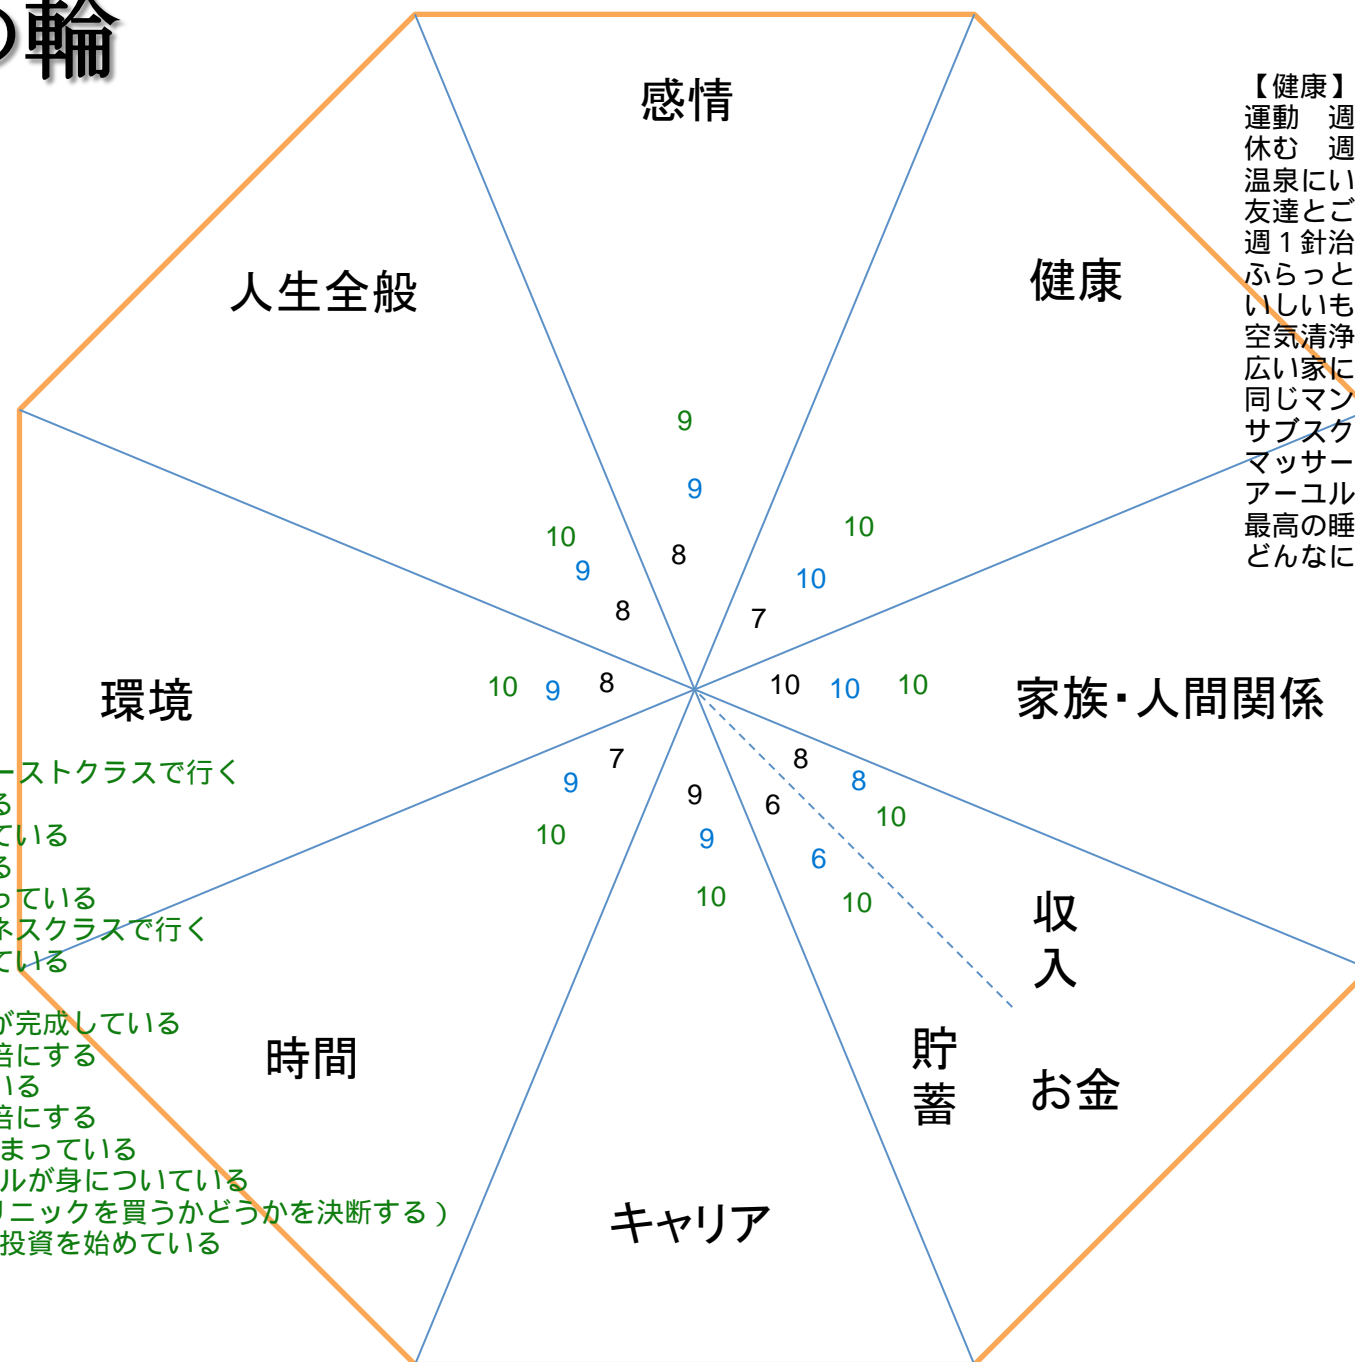 の輪
感情
【健康】
運動　週
休む　週
温泉にい
友達とご
週１針治
ふらっと
いしいも
空気清浄
広い家に
同じマン
サブスク
マッサー
アーユル
最高の睡
どんなに
人生全般
健康
9
9
8
10
9
8
10
10
7
環境
10
9
8
10
10
10
家族・人間関係
7
9
10
9
9
10
8
8
10
6
6
10
ーストクラスで行く
る
ている
る
っている
ネスクラスで行く
ている
が完成している
倍にする
いる
倍にする
まっている
ルが身についている
リニックを買うかどうかを決断する）
投資を始めている
時間
収入
貯蓄
お金
キャリア